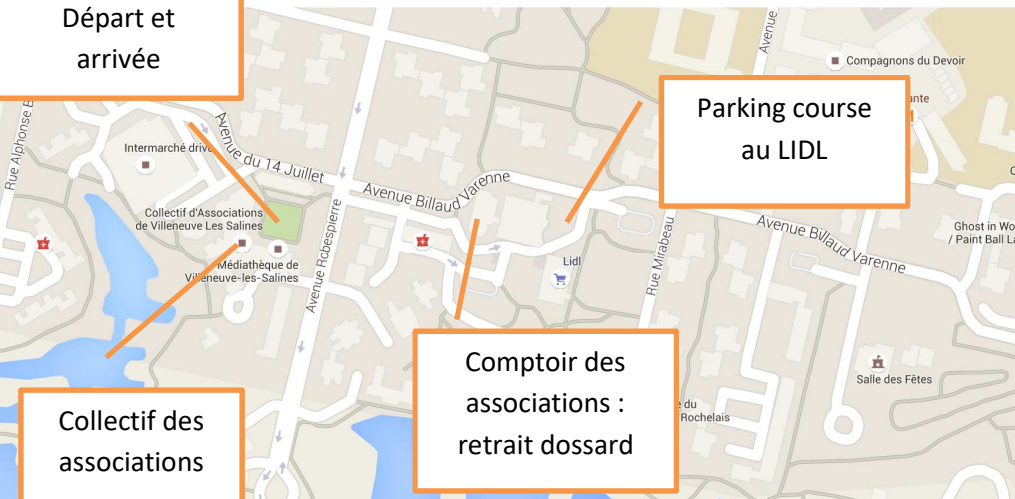 Départ et
arrivée
Avenue
Compagnons du Devoir
Parking course
au LIDL
ante
Rue Alphonse B
Intermarché drive
Avenue du 14 Juillet
Avenue Billaud Varenne
Collectif d'Associations
de Villeneuve Les Salines
Médiathèque de
Villeneuve-les-Salines
Avenue Robespierre
Lidl
Rue Mirabeau
Avenue Billaud Varenne
Ghost in Wo
/ Paint Ball La
Salle des Fêtes
Comptoir des
associations :
retrait dossard
e du
Rochelais
Collectif des
associations